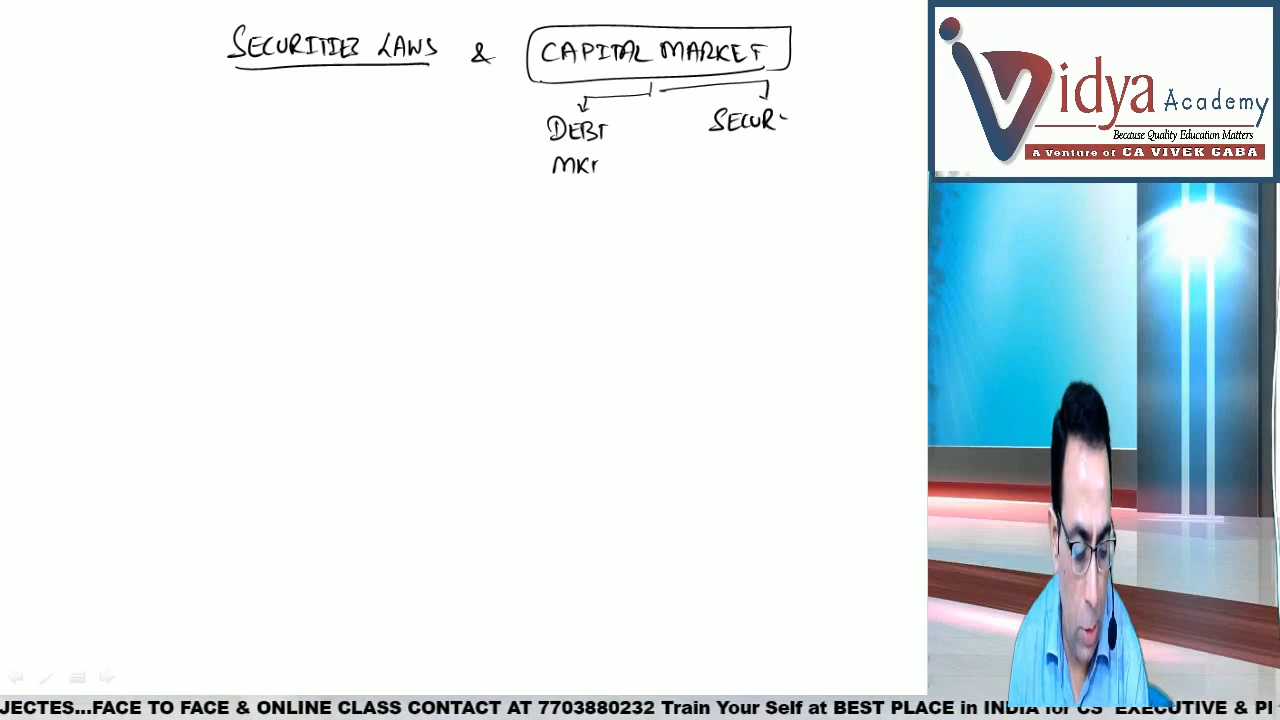 SECURITIES LAWS & CAPITAL MARKET
DEBT SECUR
MKT
Vidya Academy
Because Quality Education Matters
A Venture of CA VIVEK GABA
JECTES...FACE TO FACE & ONLINE CLASS CONTACT AT 7703880232 Train Your Self at BEST PLACE in INDIA for CS EXECUTIVE &